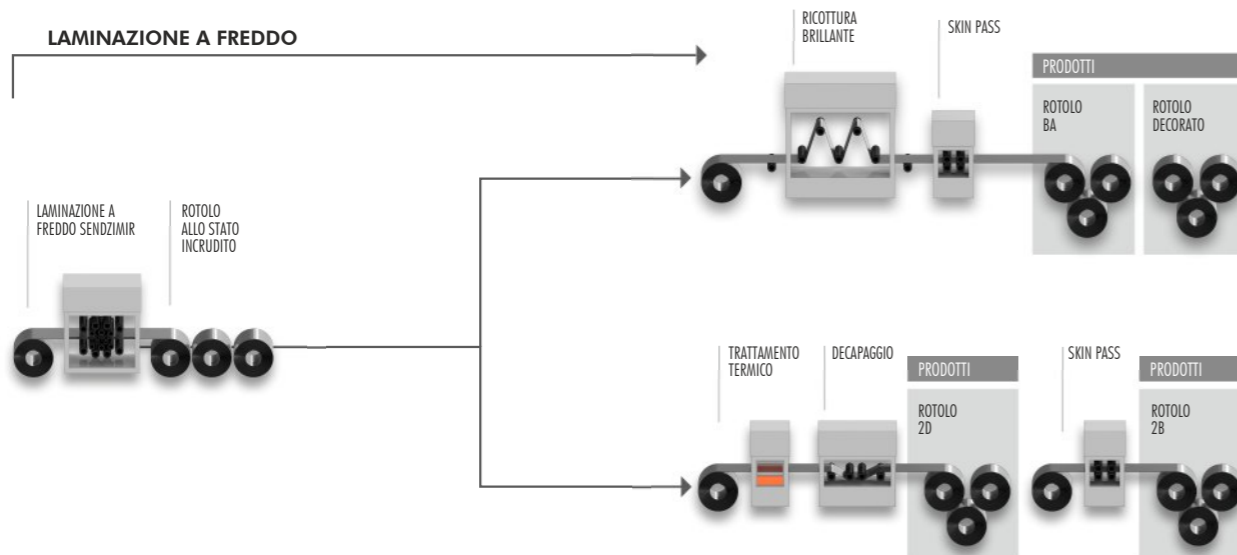 LAMINAZIONE A FREDDO
RICOTTURA
BRILLANTE
SKIN PASS
PRODOTTI
ROTOLO
BA
ROTOLO
DECORATO
LAMINAZIONE A
FREDDO SENDZIMIR
ROTOLO
ALLO STATO
INCRUDITO
TRATTAMENTO
TERMICO
DECAPAGGIO
PRODOTTI
ROTOLO
2D
SKIN PASS
PRODOTTI
ROTOLO
2B